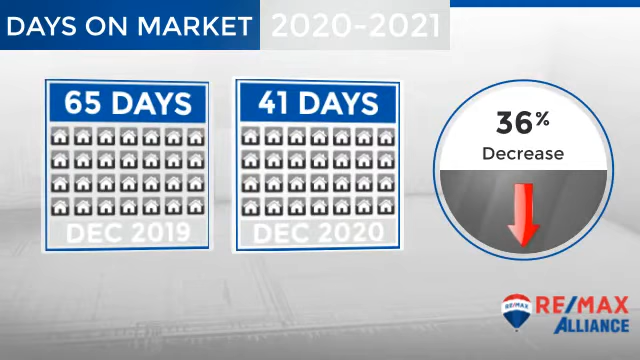 DAYS ON MARKET 2020-2021
65 DAYS
DEC 2019
41 DAYS
DEC 2020
36%
Decrease
RE/MAX
RE/MAX
ALLIANCE